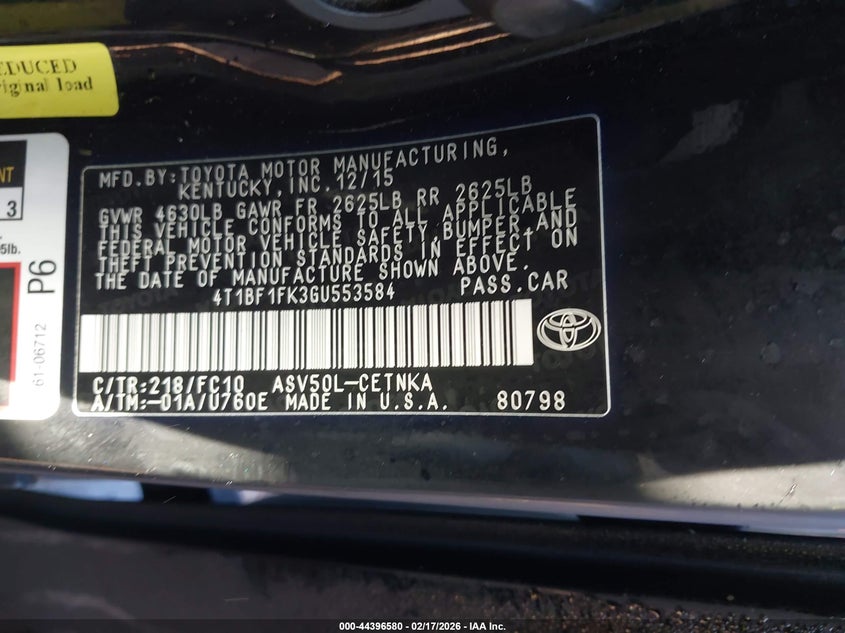 EDUCED
riginal load
NT
3
5lb.
P6
61-06712
MFD.BY:TOYOTA MOTOR MANUFACTURING,
KENTUCKY,INC.12/15
GVWR 4630LB GAWR FR 2625LB RR 2625LB
THIS VEHICLE CONFORMS TO ALL APPLICABLE
FEDERAL MOTOR VEHICLE SAFETY,BUMPER,AND
THEFT PREVENTION STANDARDS IN EFFECT ON
THE DATE OF MANUFACTURE SHOWN ABOVE.
4T1BF1FK3GU553584 PASS.CAR
C/TR:218/FC10 ASV50L-CETNKA
A/TM:-01A/U760E MADE IN U.S.A. 80798
000-44396580 / 02/17/2026 - IAA Inc.